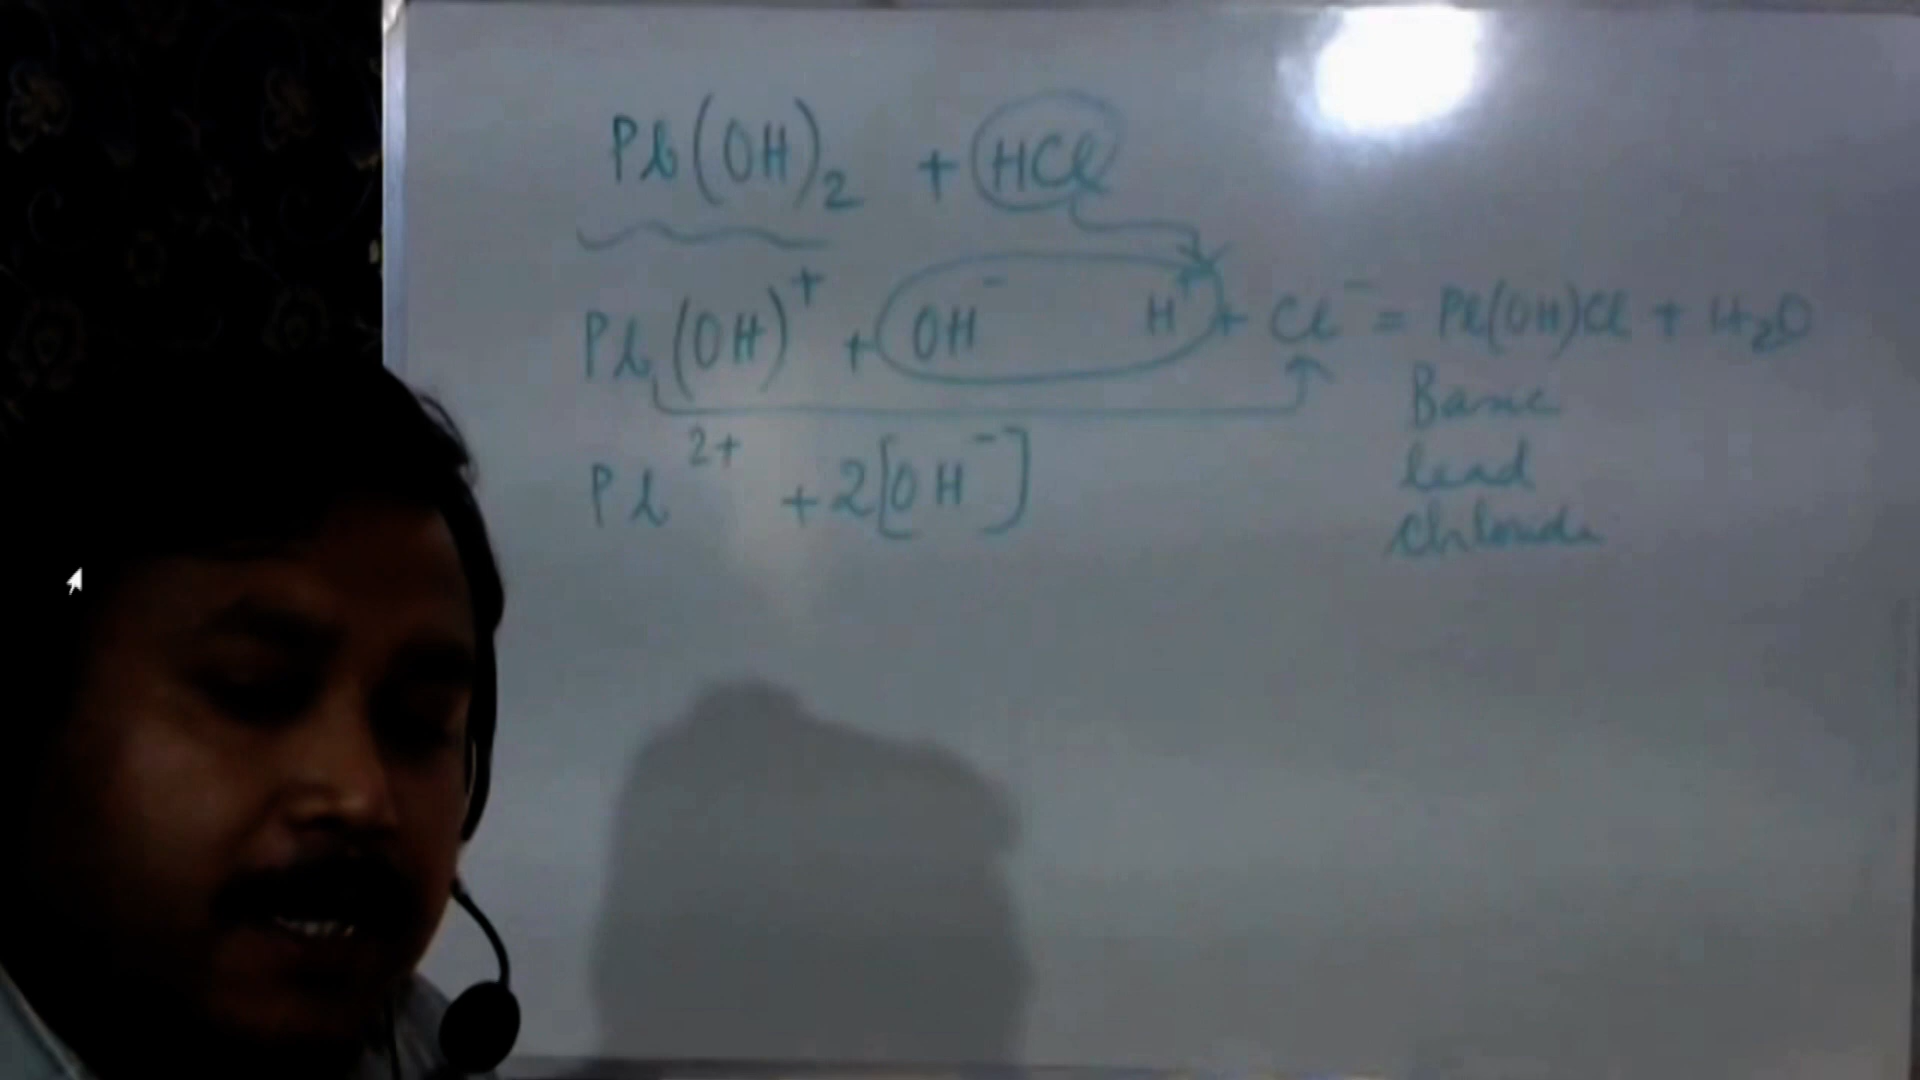 Pb(OH)₂ + HCl
Pb(OH)⁺ + OH⁻ H⁺ + Cl⁻ = Pb(OH)Cl + H₂O
Basic
lead
chloride
Pb²⁺ + 2[OH⁻]